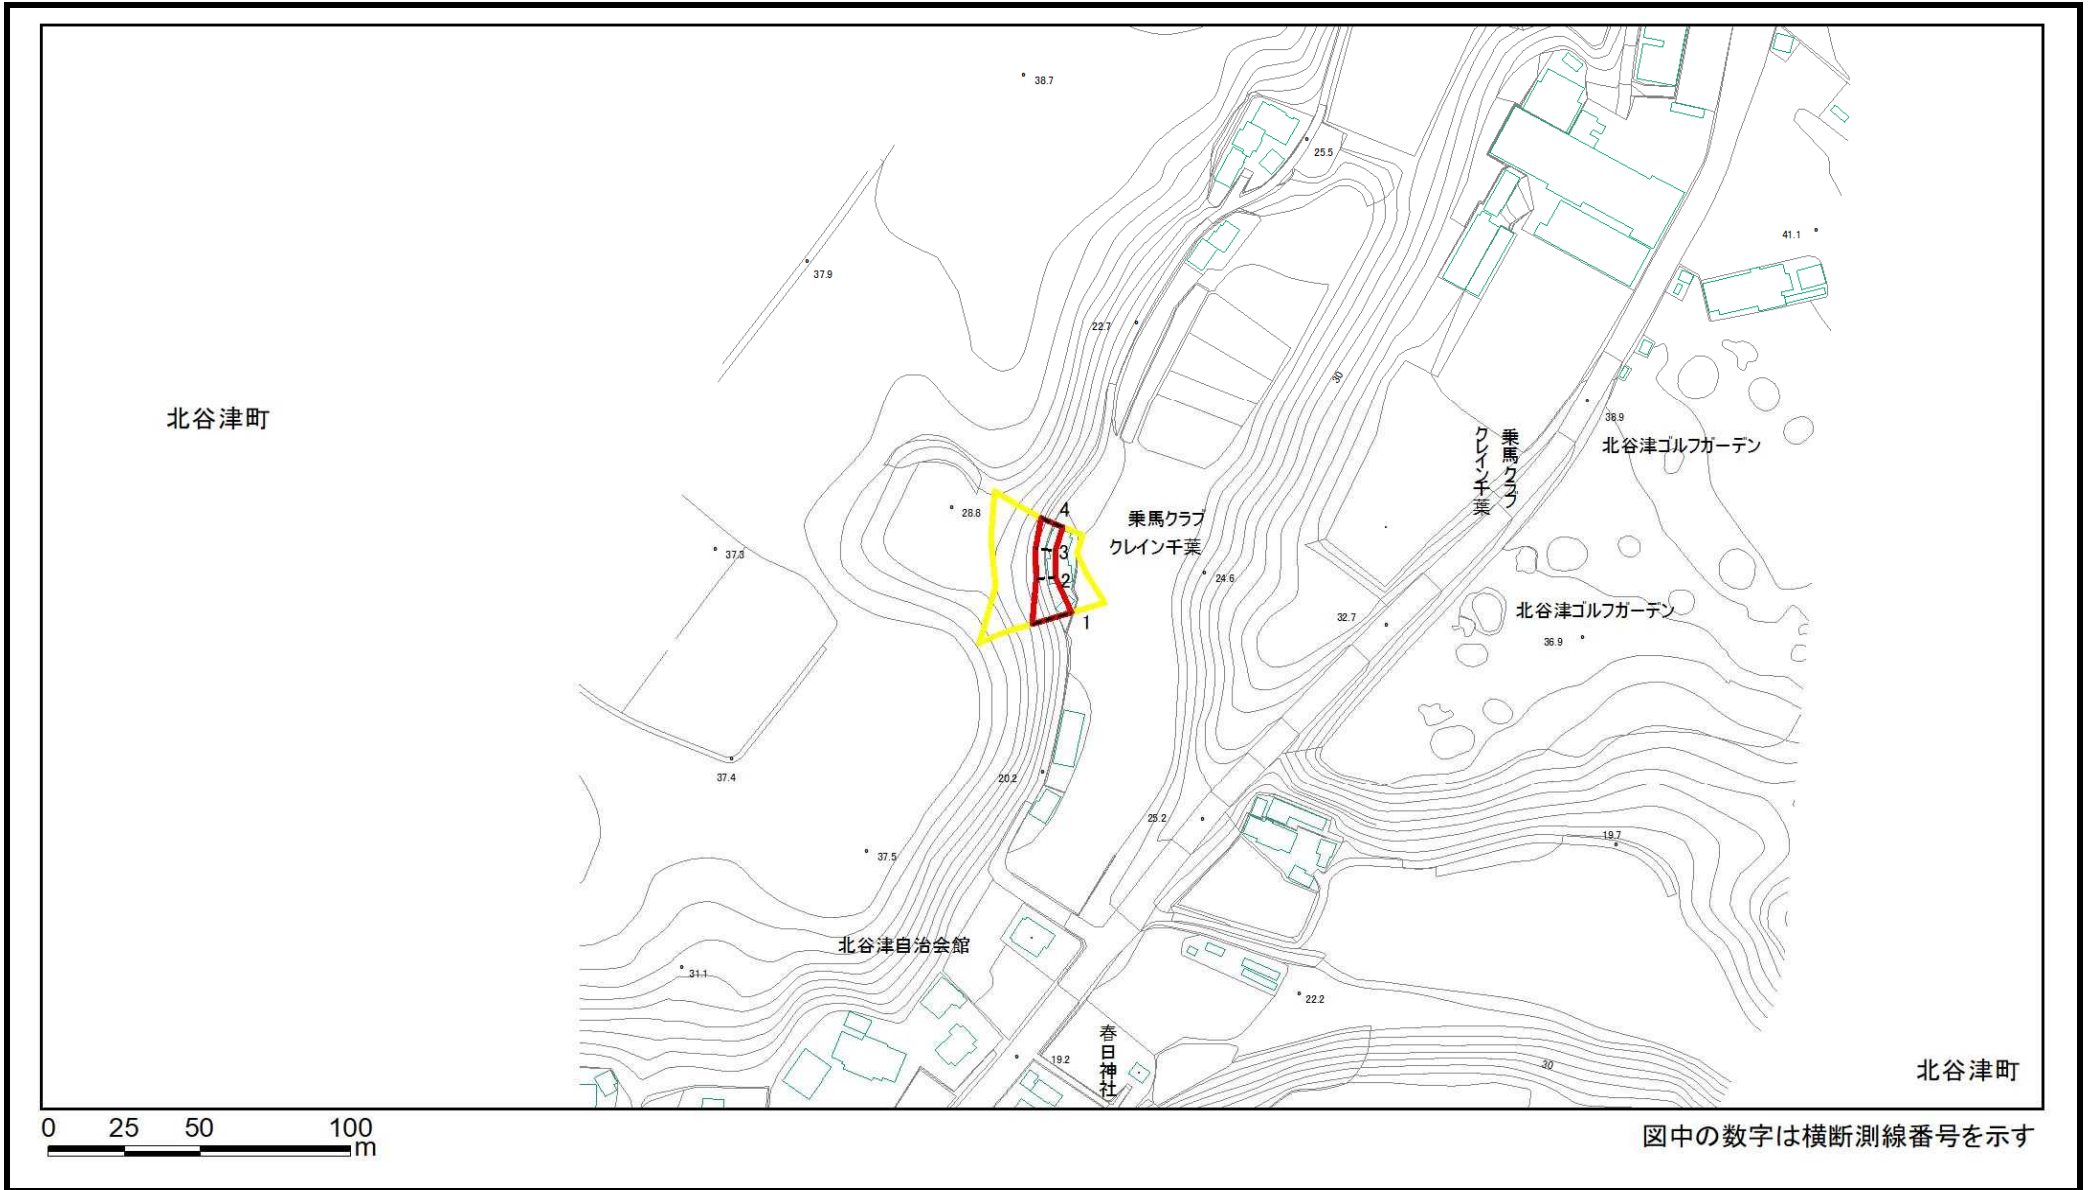 38.7
25.5
41.1
37.9
22.7
30
38.9
北谷津町
北谷津ゴルフガーデン
乗馬クラブ
クレイン千葉
28.8
4
乗馬クラブ
クレイン千葉
37.3
3
2
24.6
1
32.7
北谷津ゴルフガーデン
36.9
37.4
20.2
25.2
19.7
37.5
北谷津自治会館
31.1
22.2
春日神社
19.2
30
北谷津町
0 25 50 100
m
図中の数字は横断測線番号を示す